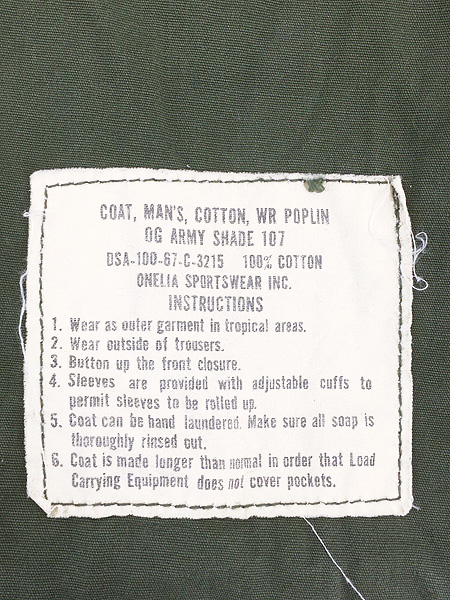 COAT, MAN'S, COTTON, WR POPLIN
OG ARMY SHADE 107
DSA-100-67-C-3215 100% COTTON
ONELIA SPORTSWEAR INC.
INSTRUCTIONS
1. Wear as outer garment in tropical areas.
2. Wear outside of trousers.
3. Button up the front closure.
4. Sleeves are provided with adjustable cuffs to
permit sleeves to be rolled up.
5. Coat can be hand laundered. Make sure all soap is
thoroughly rinsed out.
6. Coat is made longer than normal in order that Load
Carrying Equipment does not cover pockets.